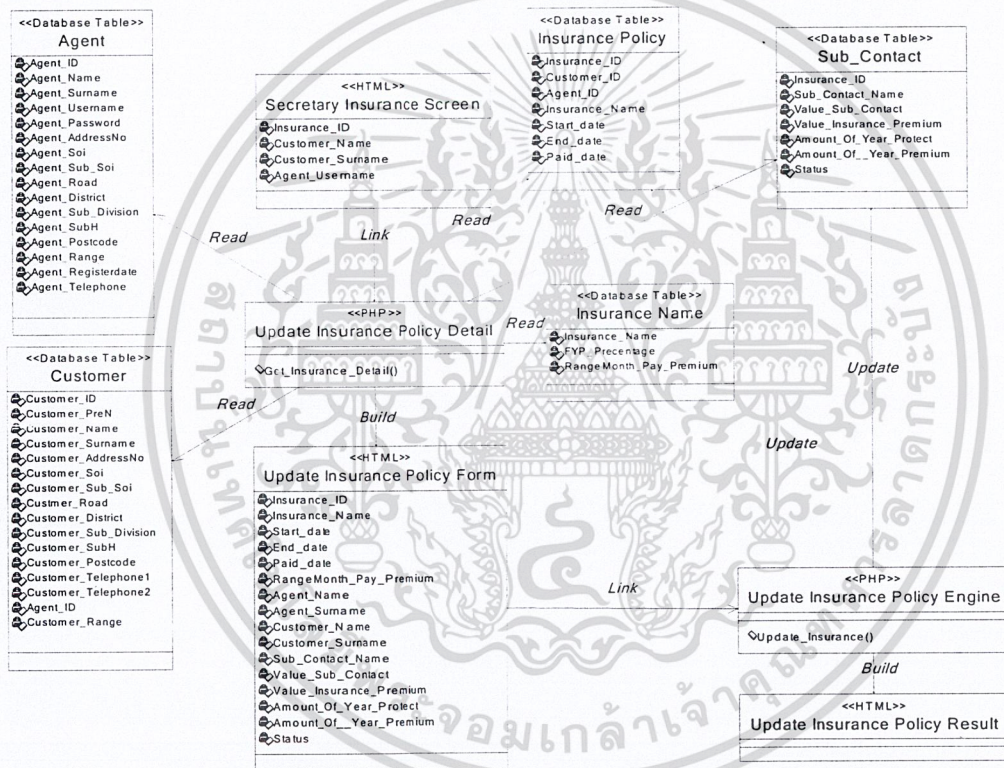 <<Database Table>>
Agent
Agent_ID
Agent_Name
Agent_Surname
Agent_Username
Agent_Password
Agent_AddressNo
Agent_Soi
Agent_Sub_Soi
Agent_Road
Agent_District
Agent_Sub_Division
Agent_SubH
Agent_Postcode
Agent_Range
Agent_Registerdate
Agent_Telephone
<<HTML>>
Secretary Insurance Screen
Insurance_ID
Customer_Name
Customer_Surname
Agent_Username
<<Database Table>>
Insurance Policy
Insurance_ID
Customer_ID
Agent_ID
Insurance_Name
Start_date
End_date
Paid_date
<<Database Table>>
Sub_Contact
Insurance_ID
Sub_Contact_Name
Value_Sub_Contact
Value_Insurance_Premium
Amount_Of_Year_Protect
Amount_Of__Year_Premium
Status
Read
Link
Read
Read
<<PHP>>
Update Insurance Policy Detail
Get_Insurance_Detail()
Read
<<Database Table>>
Insurance Name
Insurance_Name
FYP_Precentage
RangeMonth_Pay_Premium
Update
<<Database Table>>
Customer
Customer_ID
Customer_PreN
Customer_Name
Customer_Surname
Customer_AddressNo
Customer_Soi
Customer_Sub_Soi
Custmer_Road
Customer_District
Customer_Sub_Division
Customer_SubH
Customer_Postcode
Customer_Telephone1
Customer_Telephone2
Agent_ID
Customer_Range
Read
Build
Update
<<HTML>>
Update Insurance Policy Form
Insurance_ID
Insurance_Name
Start_date
End_date
Paid_date
RangeMonth_Pay_Premium
Agent_Name
Agent_Surname
Customer_Name
Customer_Surname
Sub_Contact_Name
Value_Sub_Contact
Value_Insurance_Premium
Amount_Of_Year_Protect
Amount_Of__Year_Premium
Status
Link
<<PHP>>
Update Insurance Policy Engine
Update_Insurance()
Build
<<HTML>>
Update Insurance Policy Result